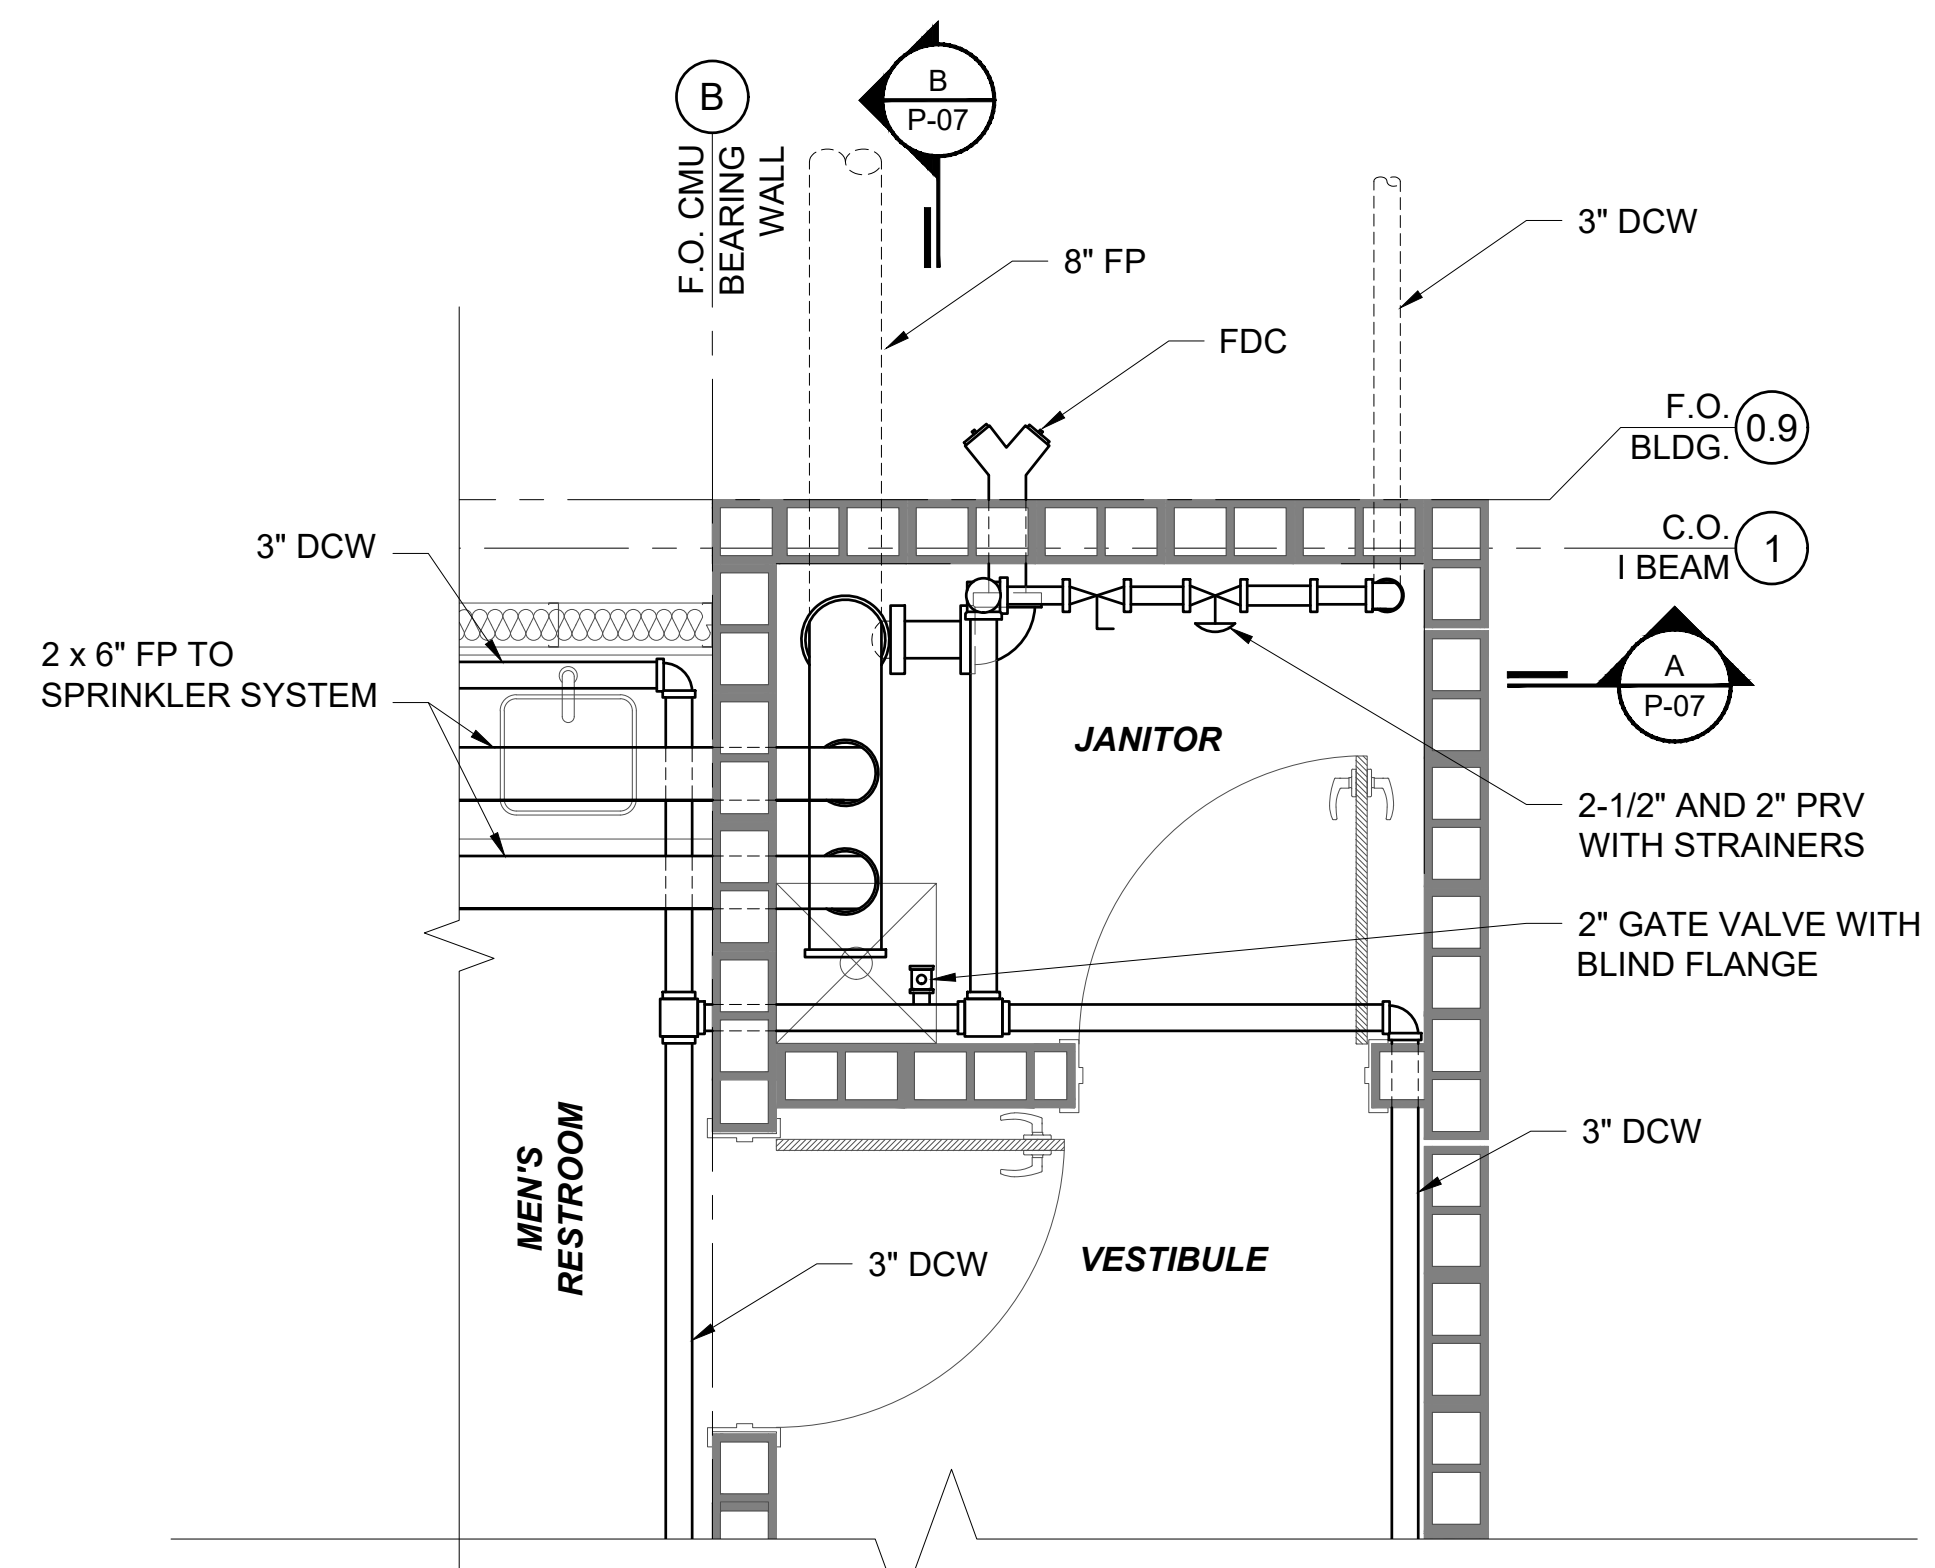 B
P-07
B
F.O. CMU
BEARING
WALL
3" DCW
8" FP
FDC
F.O.
BLDG.
0.9
C.O.
I BEAM
1
3" DCW
2 x 6" FP TO
SPRINKLER SYSTEM
A
P-07
JANITOR
2-1/2" AND 2" PRV
WITH STRAINERS
2" GATE VALVE WITH
BLIND FLANGE
MEN'S
RESTROOM
3" DCW
3" DCW
VESTIBULE